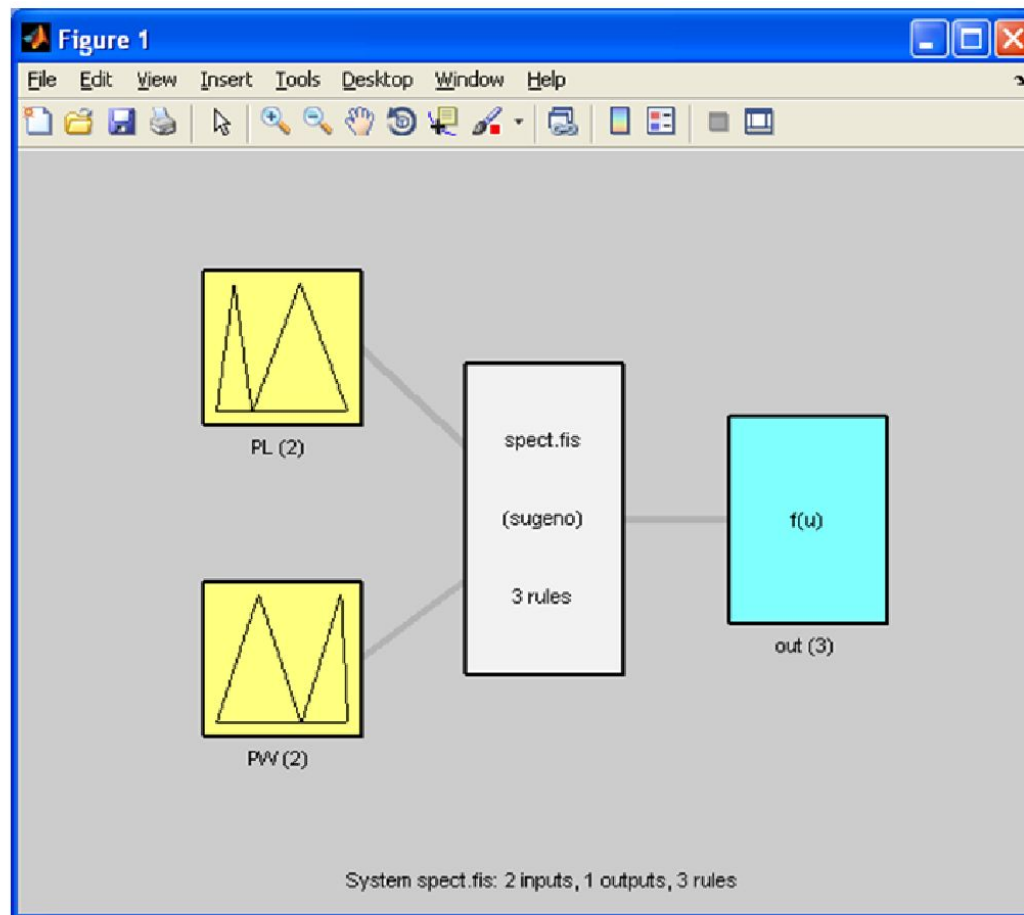 Figure 1
File Edit View Insert Tools Desktop Window Help
PL (2)
spect.fis
(sugeno)
3 rules
f(u)
out (3)
PW (2)
System spect.fis: 2 inputs, 1 outputs, 3 rules